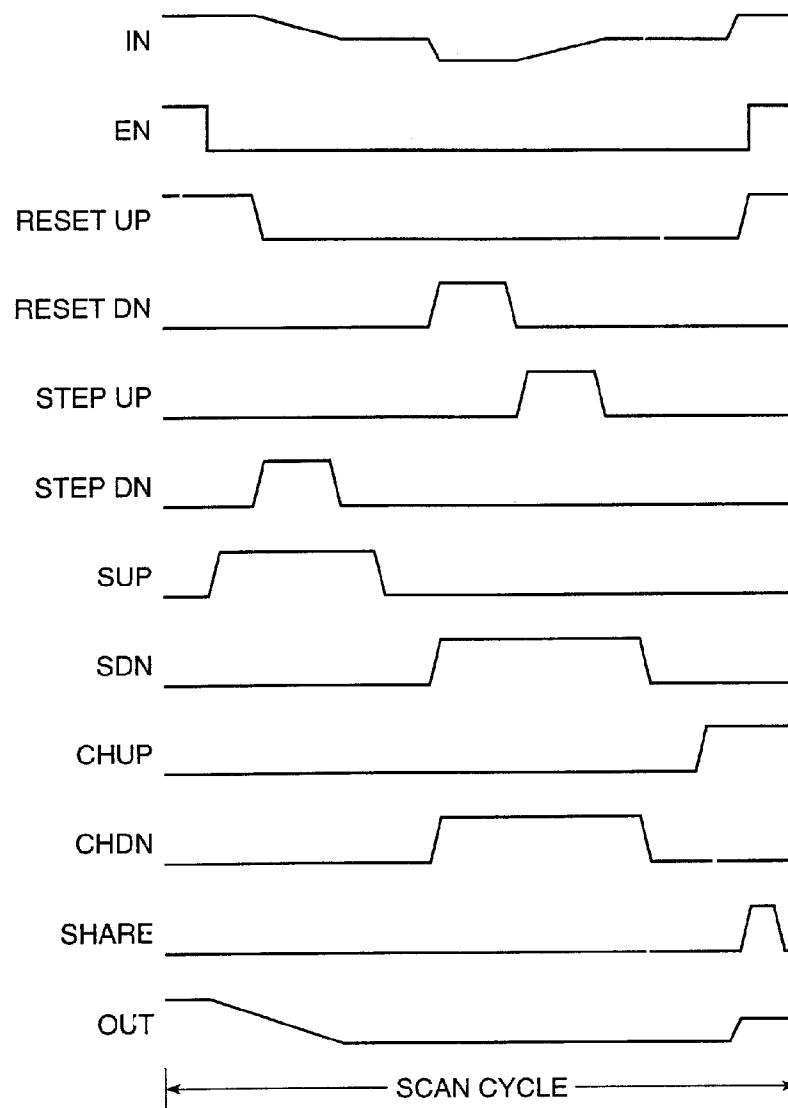 IN
EN
RESET UP
RESET DN
STEP UP
STEP DN
SUP
SDN
CHUP
CHDN
SHARE
OUT
SCAN CYCLE